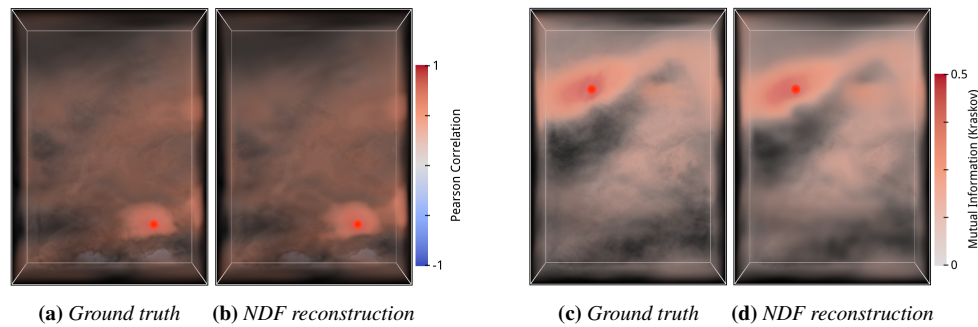 1
Pearson Correlation
-1
0.5
Mutual Information (Kraskov)
0
(a) Ground truth
(b) NDF reconstruction
(c) Ground truth
(d) NDF reconstruction